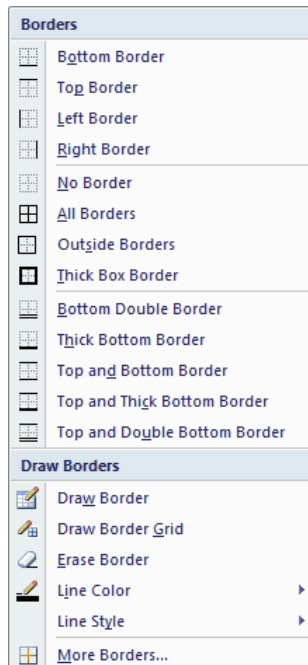 Borders
Bottom Border
Top Border
Left Border
Right Border
No Border
All Borders
Outside Borders
Thick Box Border
Bottom Double Border
Thick Bottom Border
Top and Bottom Border
Top and Thick Bottom Border
Top and Double Bottom Border
Draw Borders
Draw Border
Draw Border Grid
Erase Border
Line Color
Line Style
More Borders...